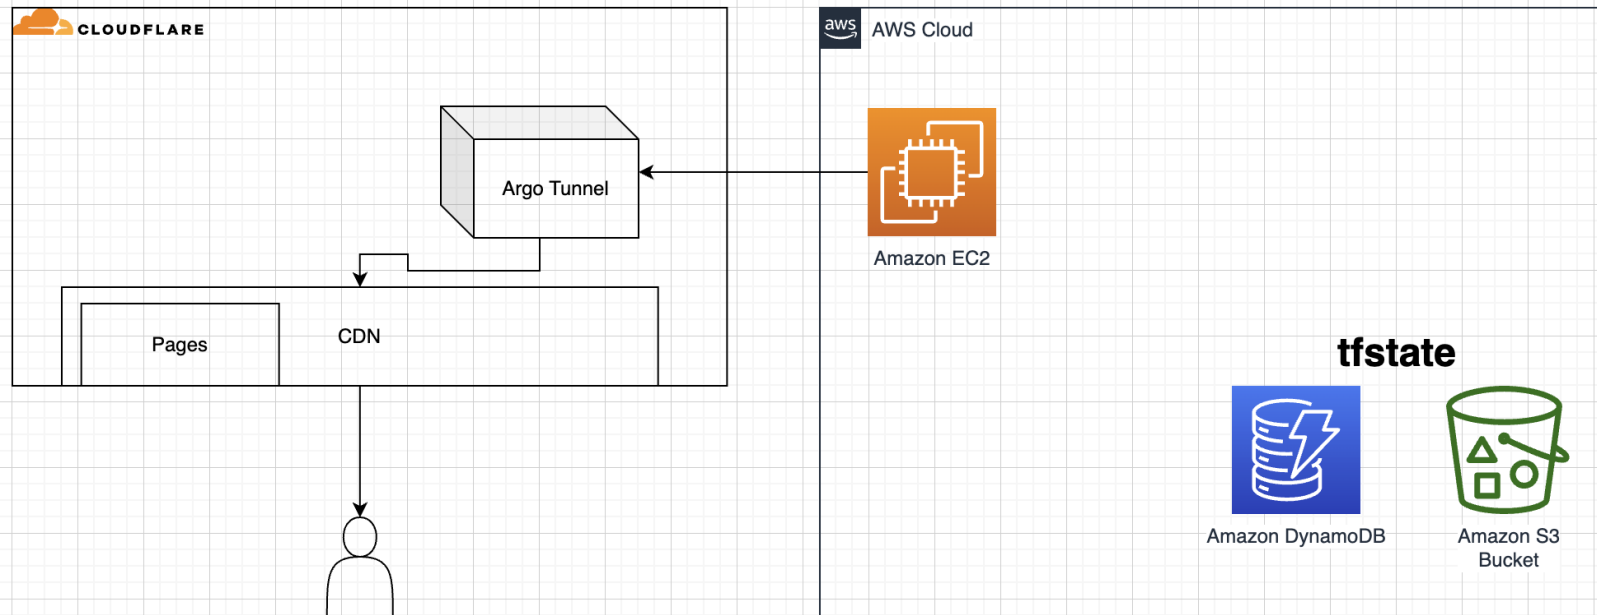 CLOUDFLARE
aws
AWS Cloud
Argo Tunnel
Amazon EC2
Pages
CDN
tfstate
Amazon DynamoDB
Amazon S3
Bucket